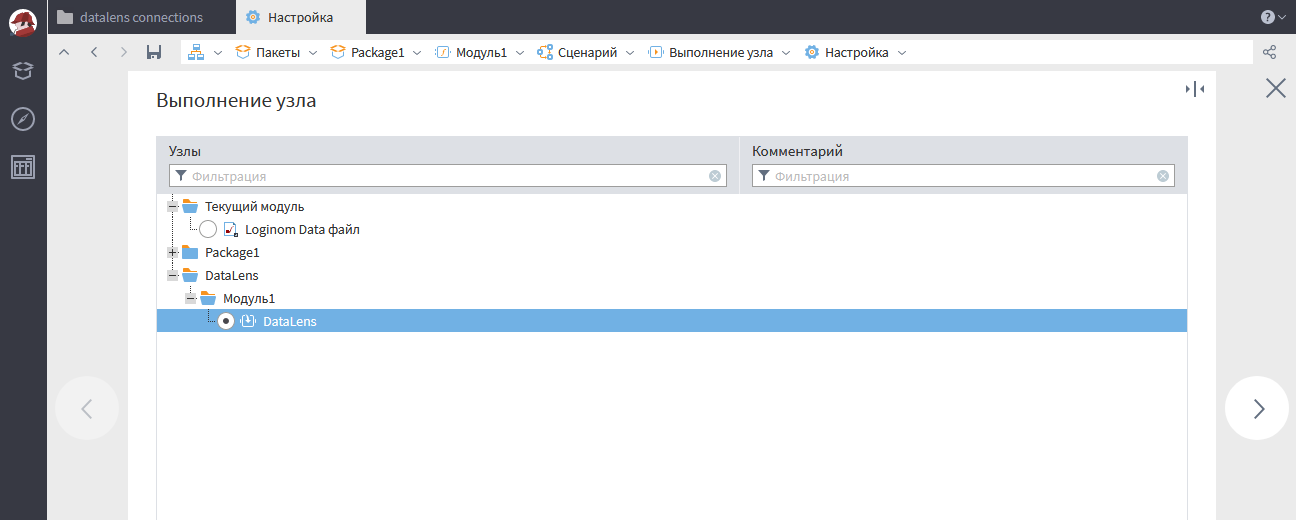 datalens connections
Настройка
Пакеты Package1 Модуль1 Сценарий Выполнение узла Настройка
Выполнение узла
Узлы Комментарий
Фильтрация Фильтрация
Текущий модуль
Loginom Data файл
Package1
DataLens
Модуль1
DataLens